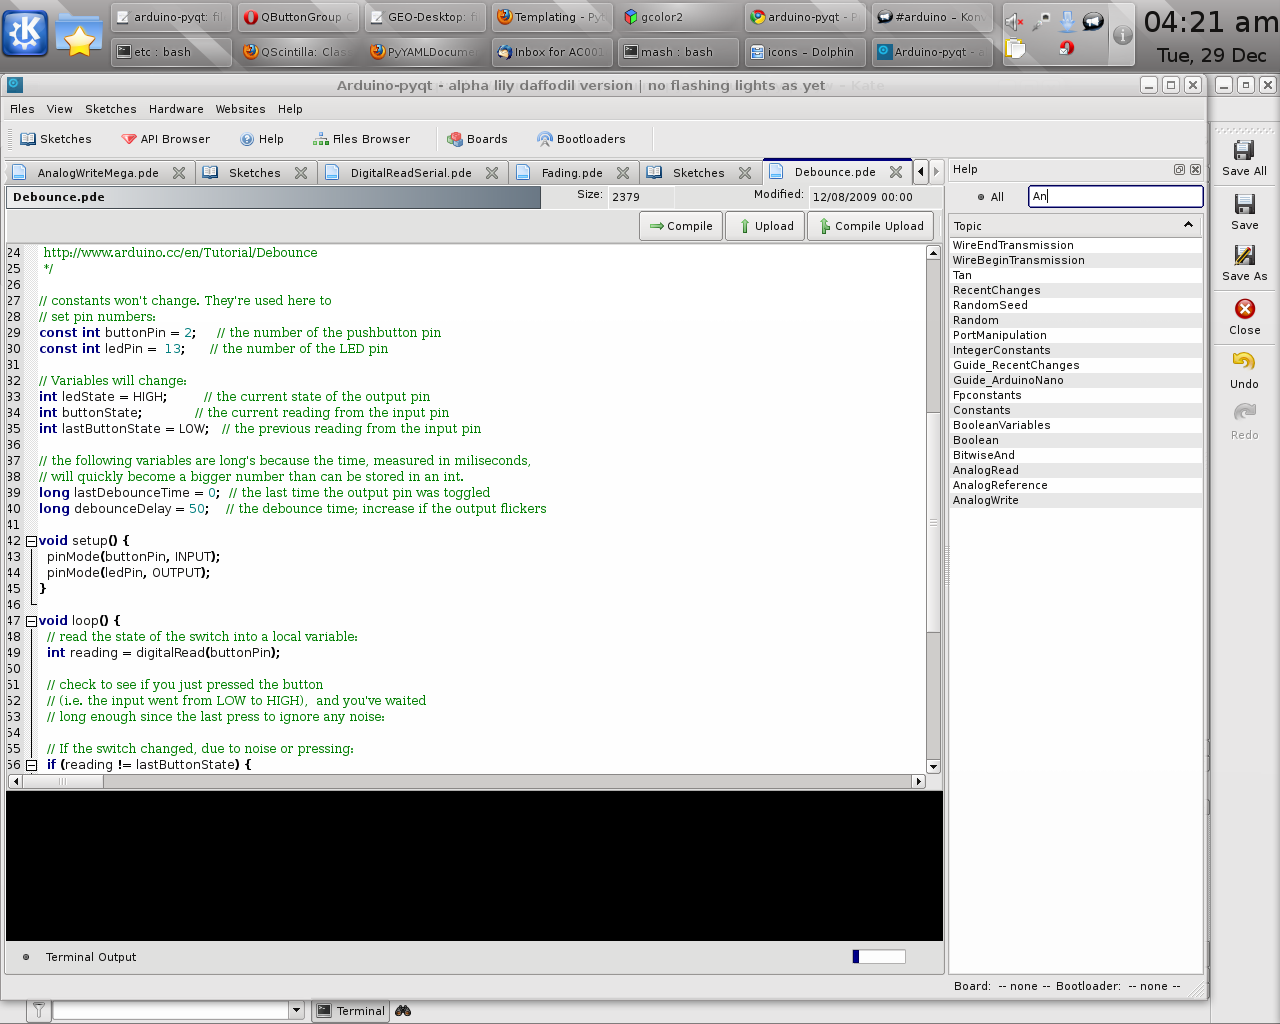 arduino-pyqt: fil
QButtonGroup C
GEO-Desktop: fi
Templating - Pyt
gcolor2
arduino-pyqt - P
#arduino – Konv
04:21 am
etc : bash
QScintilla: Class
PyYAMLDocumen
Inbox for AC001
mash : bash
icons – Dolphin
Arduino-pyqt - a
Tue, 29 Dec
Arduino-pyqt - alpha lily daffodil version | no flashing lights as yet
Files View Sketches Hardware Websites Help
Sketches API Browser Help Files Browser Boards Bootloaders
AnalogWriteMega.pde Sketches DigitalReadSerial.pde Fading.pde Sketches Debounce.pde
Debounce.pde Size: 2379 Modified: 12/08/2009 00:00
Compile Upload Compile Upload
24 http://www.arduino.cc/en/Tutorial/Debounce
25 */
26
27 // constants won't change. They're used here to
28 // set pin numbers:
29 const int buttonPin = 2; // the number of the pushbutton pin
30 const int ledPin = 13; // the number of the LED pin
31
32 // Variables will change:
33 int ledState = HIGH; // the current state of the output pin
34 int buttonState; // the current reading from the input pin
35 int lastButtonState = LOW; // the previous reading from the input pin
36
37 // the following variables are long's because the time, measured in miliseconds,
38 // will quickly become a bigger number than can be stored in an int.
39 long lastDebounceTime = 0; // the last time the output pin was toggled
40 long debounceDelay = 50; // the debounce time; increase if the output flickers
41
42 void setup() {
43 pinMode(buttonPin, INPUT);
44 pinMode(ledPin, OUTPUT);
45 }
46
47 void loop() {
48 // read the state of the switch into a local variable:
49 int reading = digitalRead(buttonPin);
50
51 // check to see if you just pressed the button
52 // (i.e. the input went from LOW to HIGH), and you've waited
53 // long enough since the last press to ignore any noise:
54
55 // If the switch changed, due to noise or pressing:
56 if (reading != lastButtonState) {
Terminal Output
Help
All An
Topic
WireEndTransmission
WireBeginTransmission
Tan
RecentChanges
RandomSeed
Random
PortManipulation
IntegerConstants
Guide_RecentChanges
Guide_ArduinoNano
Fpconstants
Constants
BooleanVariables
Boolean
BitwiseAnd
AnalogRead
AnalogReference
AnalogWrite
Board: -- none -- Bootloader: -- none --
Save All
Save
Save As
Close
Undo
Redo
Terminal